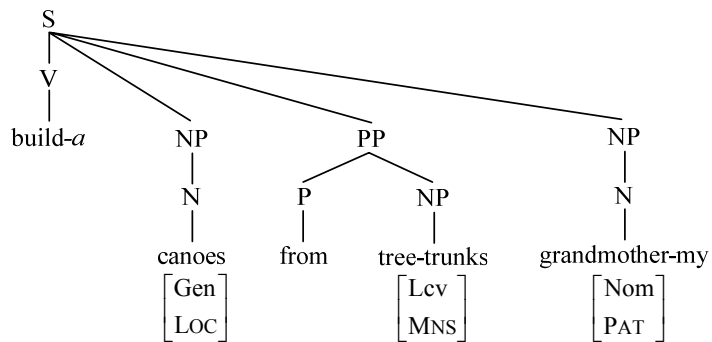 S
V
build-a NP PP NP
N P NP N
canoes from tree-trunks grandmother-my
[Gen [Lcv [Nom
LOC] MNS] PAT]